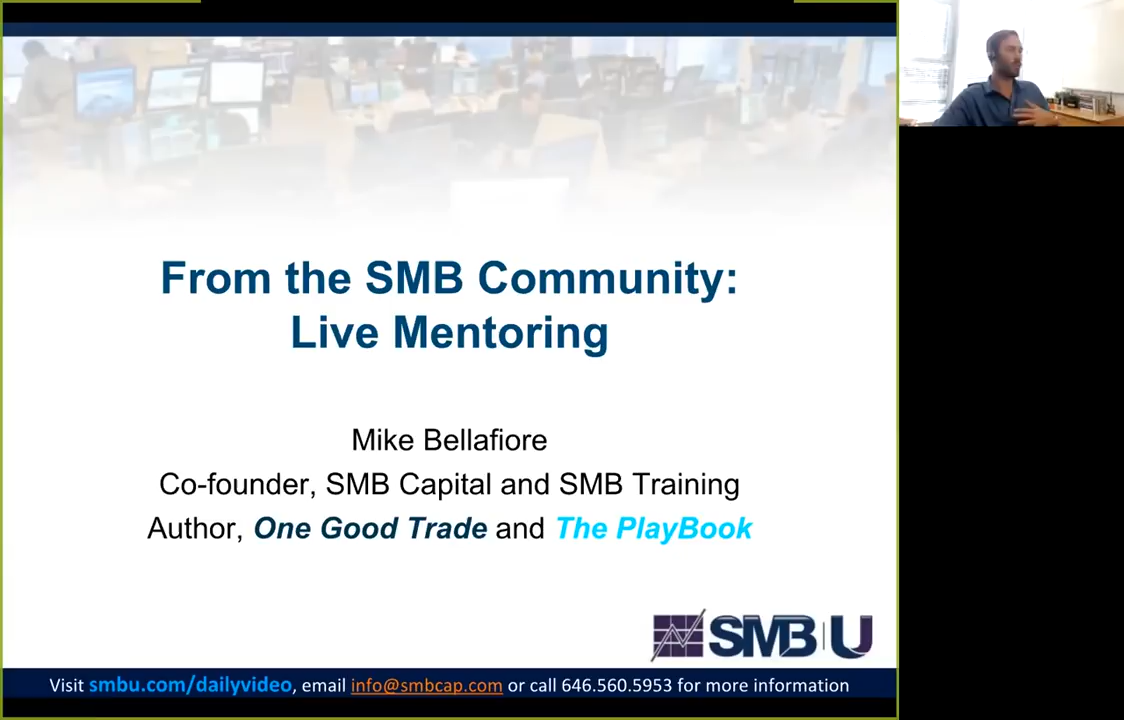 From the SMB Community:
Live Mentoring
Mike Bellafiore
Co-founder, SMB Capital and SMB Training
Author, One Good Trade and The PlayBook
SMB U
Visit smbu.com/dailyvideo, email info@smbcap.com or call 646.560.5953 for more information